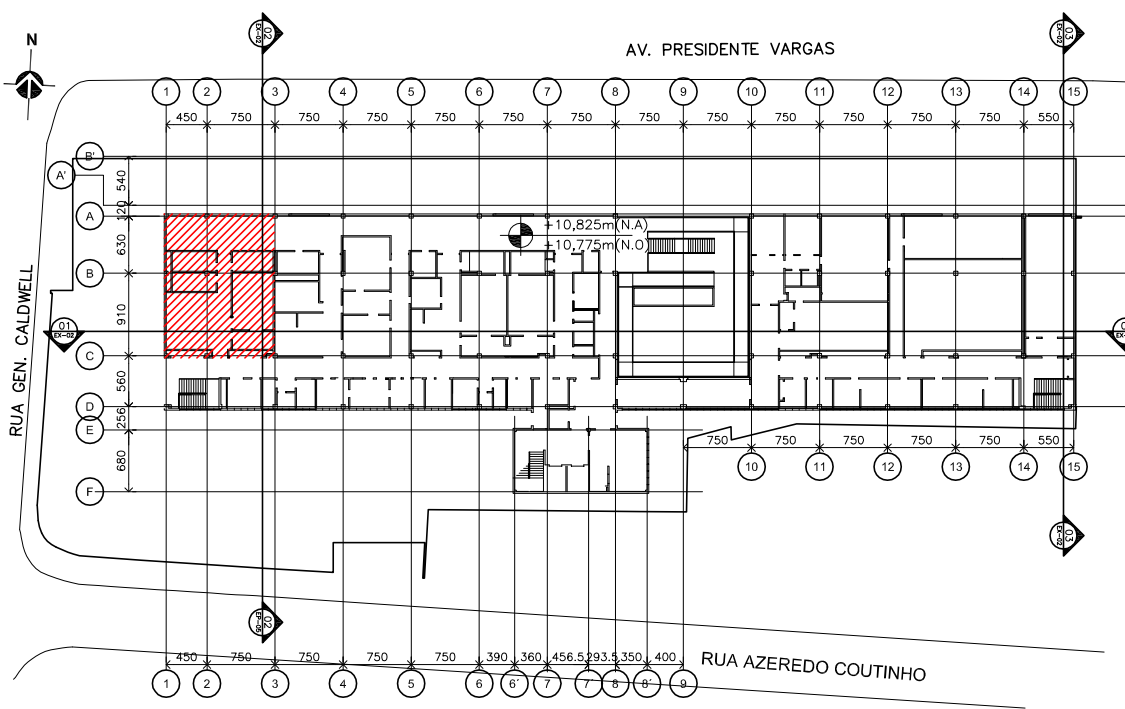 AV. PRESIDENTE VARGAS
N
02
EX-02
03
EX-02
1 2 3 4 5 6 7 8 9 10 11 12 13 14 15
450 750 750 750 750 750 750 750 750 750 750 750 750 550
B'
A'
540
A
120
+10,825m(N.A)
630
+10,775m(N.O)
B
910
RUA GEN. CALDWELL
01
EX-02
C
560
D
256
E
750 750 750 750 550
680
10 11 12 13 14 15
F
03
EX-02
02
EP-05
450 750 750 750 750 390 360 456.5 293.5 350 400
RUA AZEREDO COUTINHO
1 2 3 4 5 6 6' 7 7' 8 8' 9